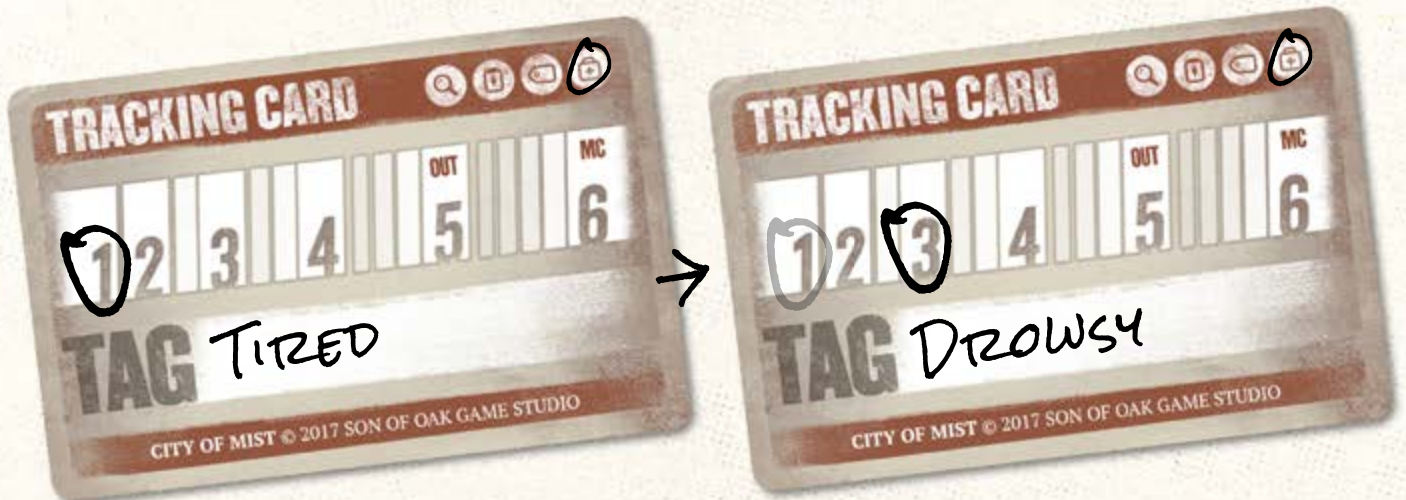 TRACKING CARD
OUT MC
1 2 3 4 5 6
TAG TIRED
CITY OF MIST © 2017 SON OF OAK GAME STUDIO
→
TRACKING CARD
OUT MC
1 2 3 4 5 6
TAG DROWSY
CITY OF MIST © 2017 SON OF OAK GAME STUDIO